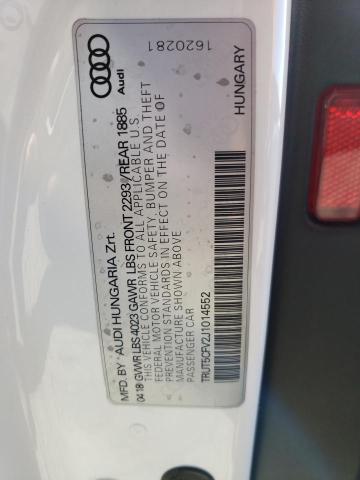 MFD. BY AUDI HUNGARIA Zrt.
04.18 GVWR LBS 4023 GAWR LBS FRONT 2293 /REAR 1885
THIS VEHICLE CONFORMS TO ALL APPLICABLE U.S.
FEDERAL MOTOR VEHICLE SAFETY, BUMPER AND THEFT
PREVENTION STANDARDS IN EFFECT ON THE DATE OF
MANUFACTURE SHOWN ABOVE
PASSENGER CAR
TRUT5CFV2J1014552
HUNGARY
Audi
1620281